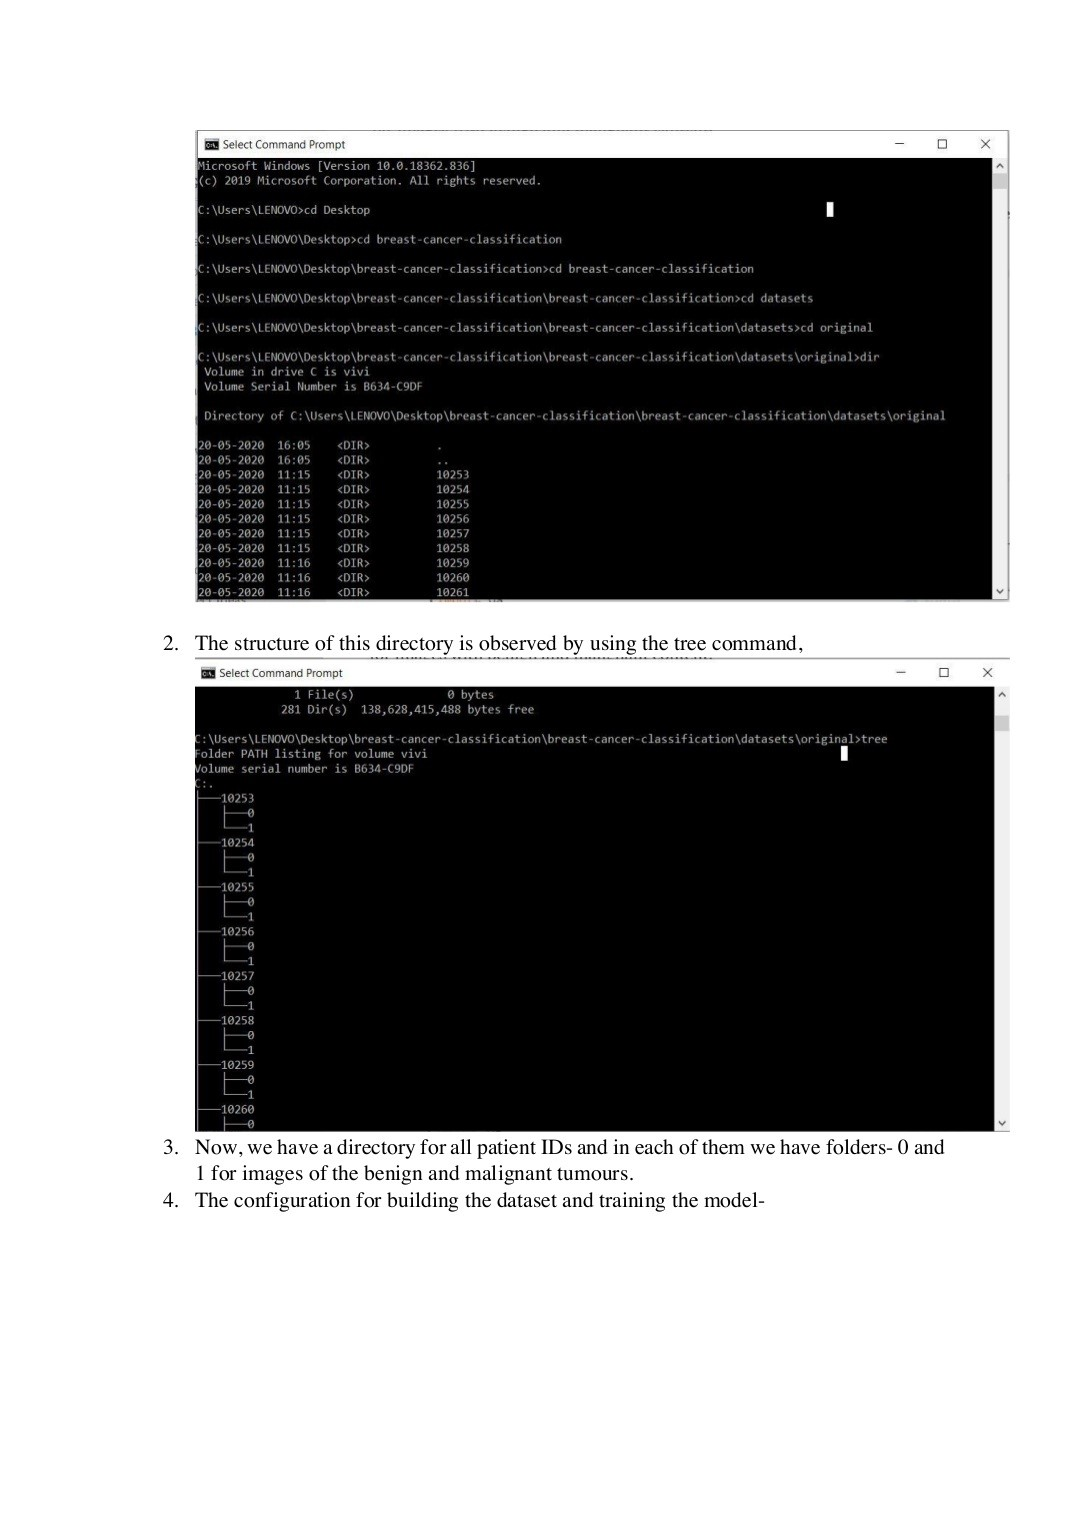 Select Command Prompt
Microsoft Windows [Version 10.0.18362.836]
(c) 2019 Microsoft Corporation. All rights reserved.
C:\Users\LENOVO>cd Desktop
C:\Users\LENOVO\Desktop>cd breast-cancer-classification
C:\Users\LENOVO\Desktop\breast-cancer-classification>cd breast-cancer-classification
C:\Users\LENOVO\Desktop\breast-cancer-classification\breast-cancer-classification>cd datasets
C:\Users\LENOVO\Desktop\breast-cancer-classification\breast-cancer-classification\datasets>cd original
C:\Users\LENOVO\Desktop\breast-cancer-classification\breast-cancer-classification\datasets\original>dir
Volume in drive C is vivi
Volume Serial Number is B634-C9DF
Directory of C:\Users\LENOVO\Desktop\breast-cancer-classification\breast-cancer-classification\datasets\original
20-05-2020 16:05 <DIR> .
20-05-2020 16:05 <DIR> ..
20-05-2020 11:15 <DIR> 10253
20-05-2020 11:15 <DIR> 10254
20-05-2020 11:15 <DIR> 10255
20-05-2020 11:15 <DIR> 10256
20-05-2020 11:15 <DIR> 10257
20-05-2020 11:15 <DIR> 10258
20-05-2020 11:16 <DIR> 10259
20-05-2020 11:16 <DIR> 10260
20-05-2020 11:16 <DIR> 10261
2. The structure of this directory is observed by using the tree command,
Select Command Prompt
1 File(s) 0 bytes
281 Dir(s) 138,628,415,488 bytes free
C:\Users\LENOVO\Desktop\breast-cancer-classification\breast-cancer-classification\datasets\original>tree
Folder PATH listing for volume vivi
Volume serial number is B634-C9DF
C:.
├───10253
│   ├───0
│   └───1
├───10254
│   ├───0
│   └───1
├───10255
│   ├───0
│   └───1
├───10256
│   ├───0
│   └───1
├───10257
│   ├───0
│   └───1
├───10258
│   ├───0
│   └───1
├───10259
│   ├───0
│   └───1
├───10260
│   ├───0
3. Now, we have a directory for all patient IDs and in each of them we have folders- 0 and
1 for images of the benign and malignant tumours.
4. The configuration for building the dataset and training the model-